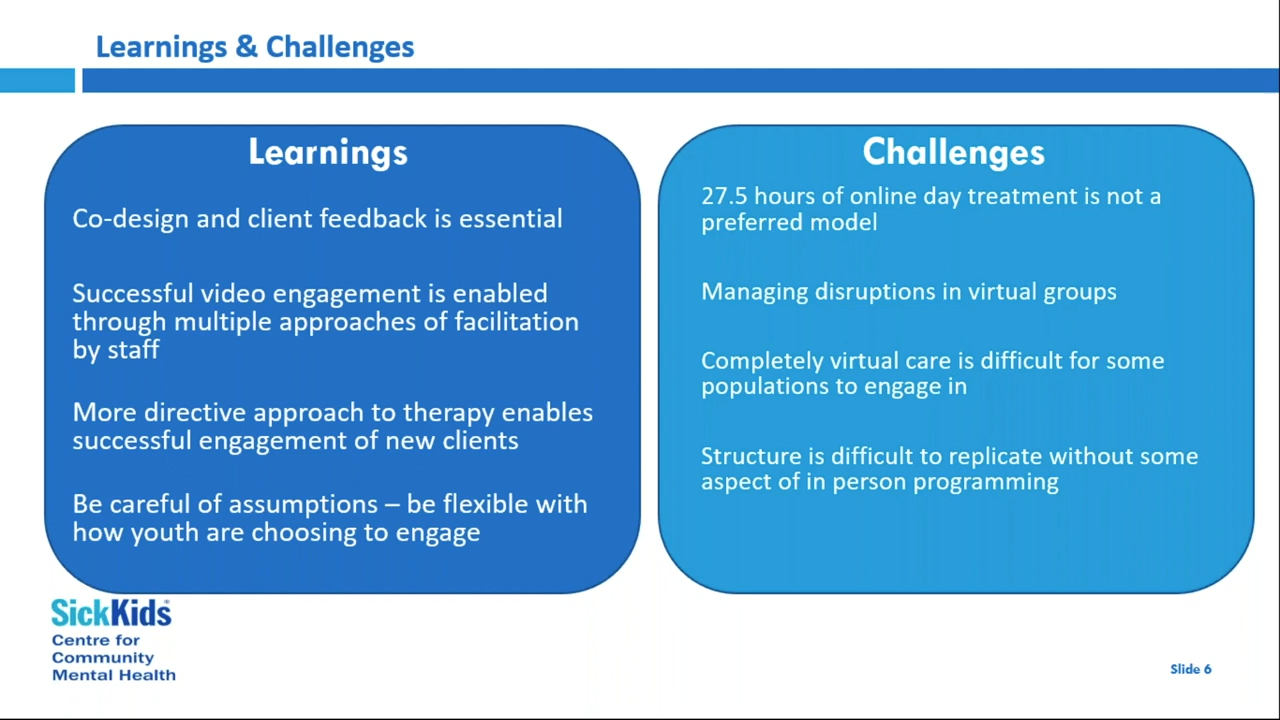 Learnings & Challenges
Learnings
Co-design and client feedback is essential
Successful video engagement is enabled
through multiple approaches of facilitation
by staff
More directive approach to therapy enables
successful engagement of new clients
Be careful of assumptions – be flexible with
how youth are choosing to engage
Challenges
27.5 hours of online day treatment is not a
preferred model
Managing disruptions in virtual groups
Completely virtual care is difficult for some
populations to engage in
Structure is difficult to replicate without some
aspect of in person programming
SickKids®
Centre for
Community
Mental Health
Slide 6